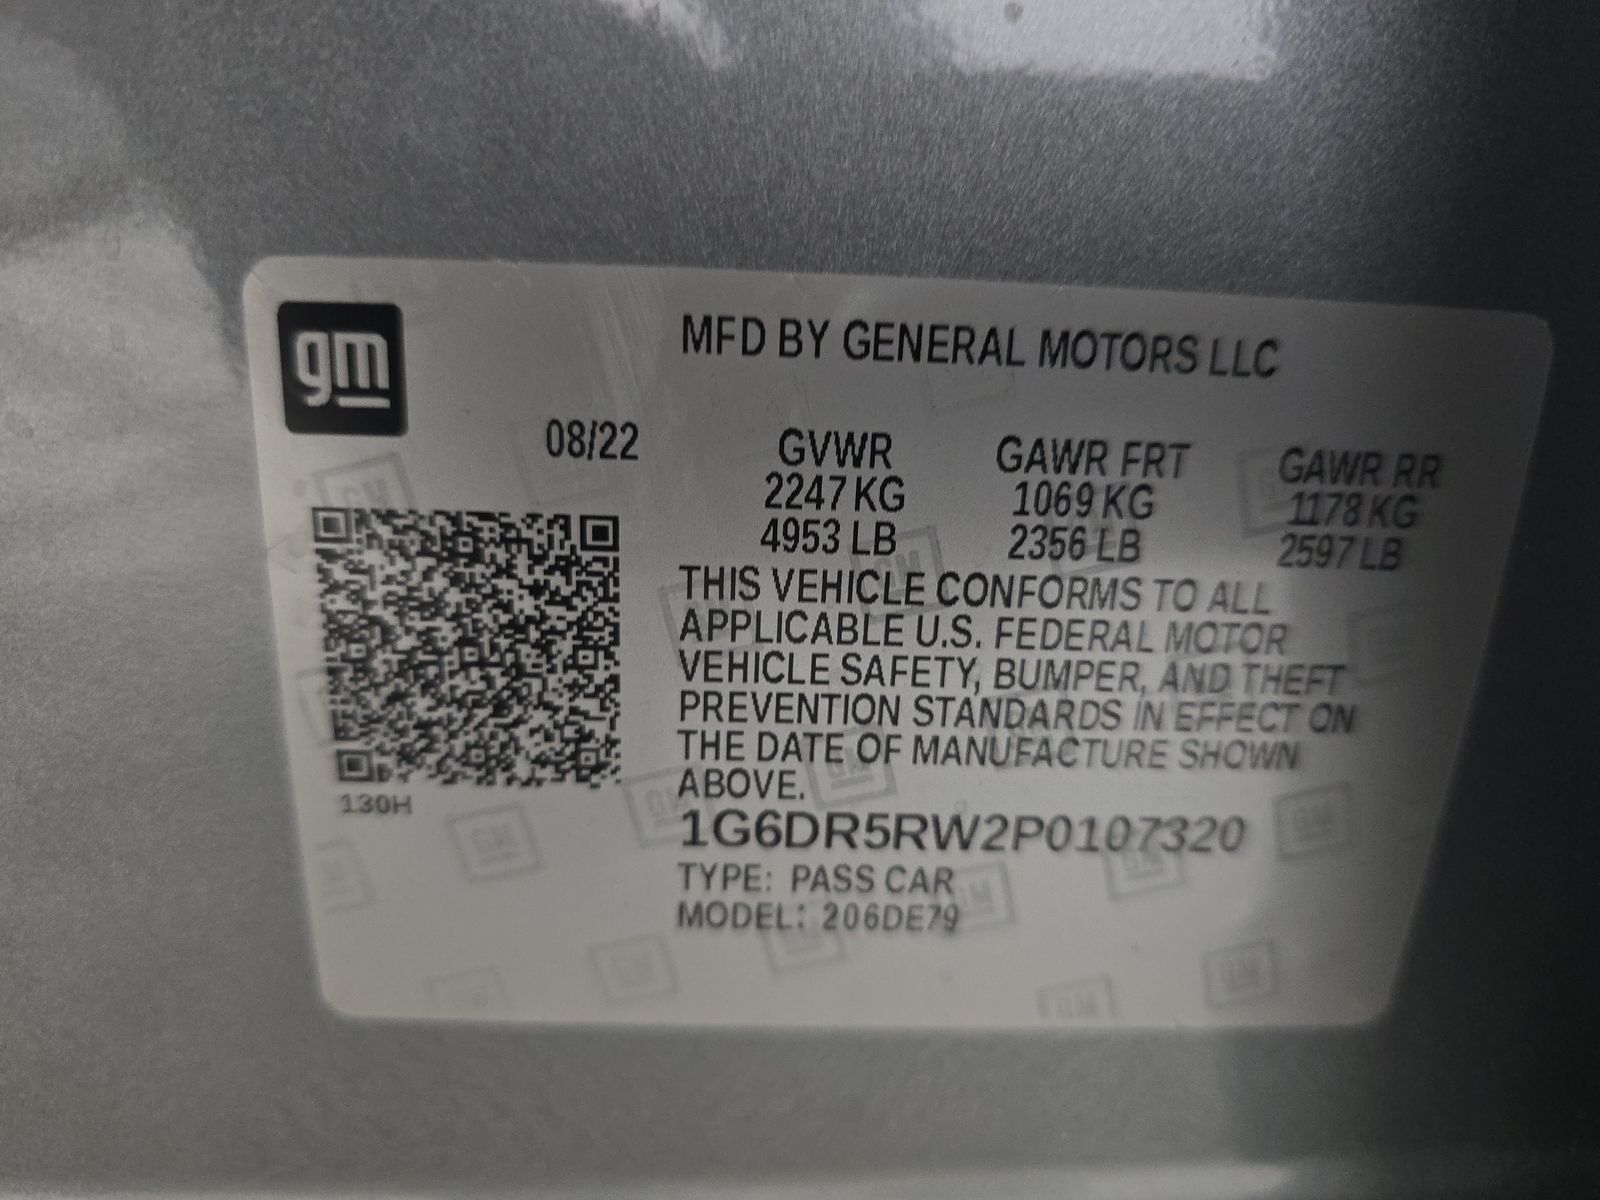 gm
MFD BY GENERAL MOTORS LLC
08/22 GVWR GAWR FRT GAWR RR
2247 KG 1069 KG 1178 KG
4953 LB 2356 LB 2597 LB
THIS VEHICLE CONFORMS TO ALL
APPLICABLE U.S. FEDERAL MOTOR
VEHICLE SAFETY, BUMPER, AND THEFT
PREVENTION STANDARDS IN EFFECT ON
THE DATE OF MANUFACTURE SHOWN
ABOVE.
130H
1G6DR5RW2P0107320
TYPE: PASS CAR
MODEL: 206DE79